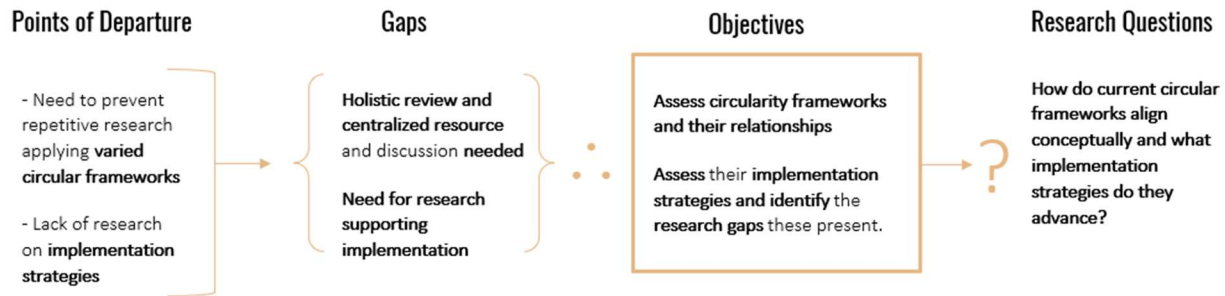 Points of Departure
- Need to prevent
repetitive research
applying varied
circular frameworks
- Lack of research
on implementation
strategies
Gaps
Holistic review and
centralized resource
and discussion needed
Need for research
supporting
implementation
∴
Objectives
Assess circularity frameworks
and their relationships
Assess their implementation
strategies and identify the
research gaps these present.
?
Research Questions
How do current circular
frameworks align
conceptually and what
implementation
strategies do they
advance?